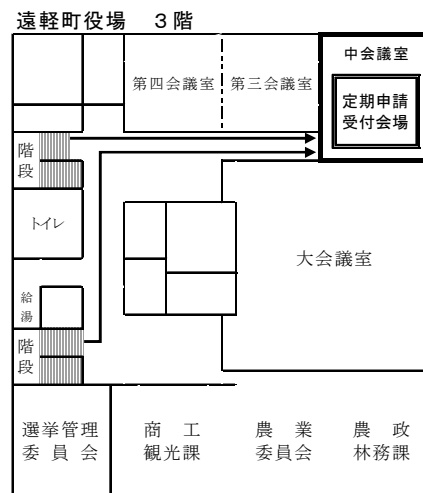 遠軽町役場　３階
中会議室
第四会議室
第三会議室
定期申請
受付会場
階
段
トイレ
大会議室
給
湯
階
段
選挙管理
委員会
商工
観光課
農業
委員会
農政
林務課